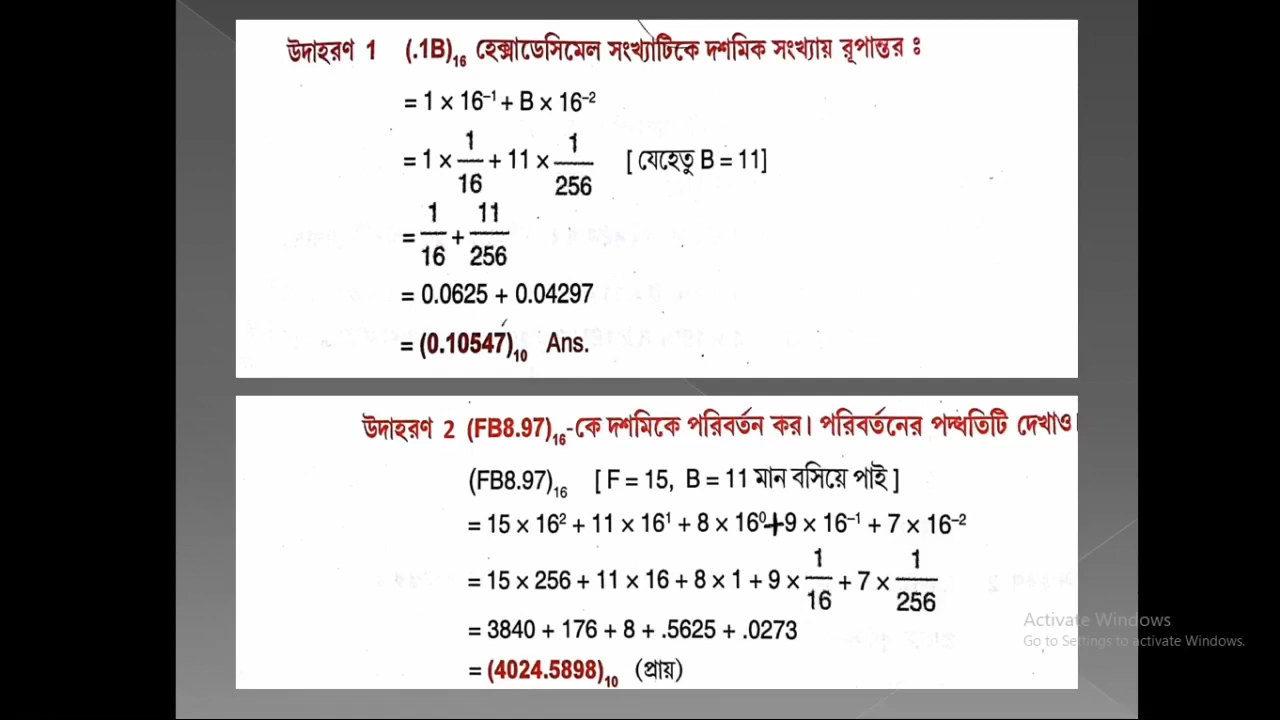 উদাহরণ 1 (.1B)₁₆ হেক্সাডেসিমেল সংখ্যাটিকে দশমিক সংখ্যায় রূপান্তর ঃ
= 1 × 16⁻¹ + B × 16⁻²
= 1 × 1/16 + 11 × 1/256 [ যেহেতু B = 11]
= 1/16 + 11/256
= 0.0625 + 0.04297
= (0.10547)₁₀ Ans.
উদাহরণ 2 (FB8.97)₁₆-কে দশমিকে পরিবর্তন কর। পরিবর্তনের পদ্ধতিটি দেখাও।
(FB8.97)₁₆ [ F = 15, B = 11 মান বসিয়ে পাই ]
= 15 × 16² + 11 × 16¹ + 8 × 16⁰ + 9 × 16⁻¹ + 7 × 16⁻²
= 15 × 256 + 11 × 16 + 8 × 1 + 9 × 1/16 + 7 × 1/256
= 3840 + 176 + 8 + .5625 + .0273
= (4024.5898)₁₀ (প্রায়)
Activate Windows
Go to Settings to activate Windows.